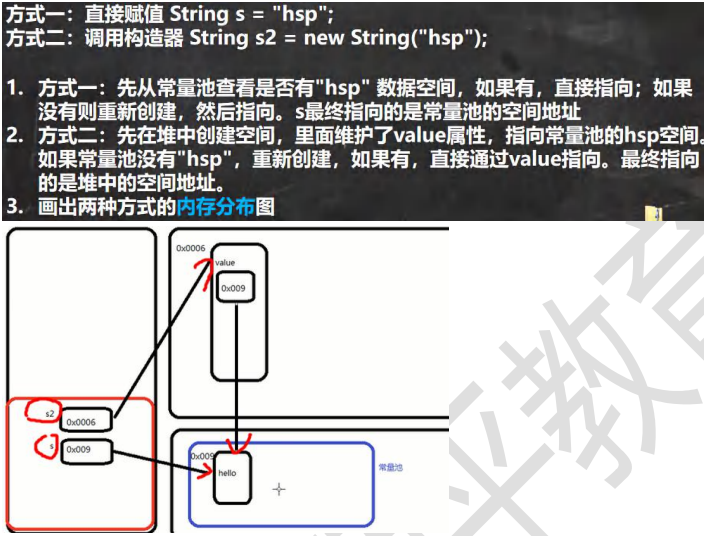 方式一：直接赋值 String s = "hsp";
方式二：调用构造器 String s2 = new String("hsp");
1. 方式一：先从常量池查看是否有"hsp" 数据空间，如果有，直接指向；如果
没有则重新创建，然后指向。s最终指向的是常量池的空间地址
2. 方式二：先在堆中创建空间，里面维护了value属性，指向常量池的hsp空间。
如果常量池没有"hsp"，重新创建，如果有，直接通过value指向。最终指向
的是堆中的空间地址。
3. 画出两种方式的内存分布图
0x0006
value
0x009
s2
0x0006
s
0x009
0x009
hello
常量池
平教育